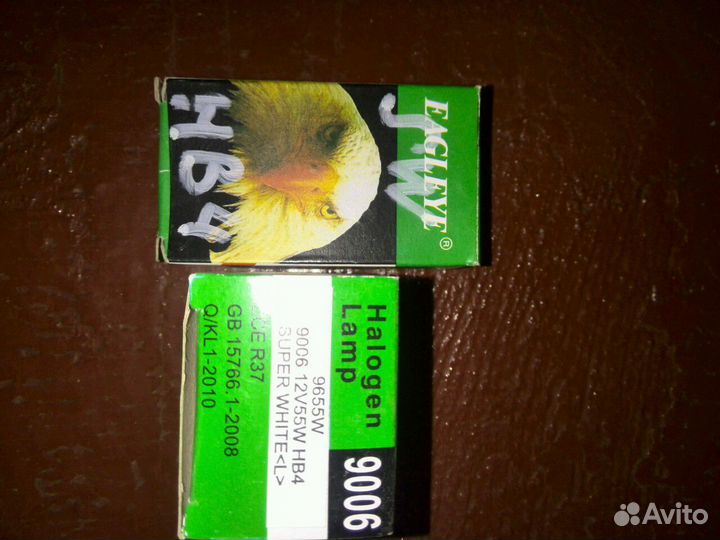 EAGLEYE®
S.W
HB4
Halogen
Lamp
9006
9655W
9006 12V55W HB4
SUPER WHITE<L>
ECE R37
GB 15766.1-2008
Q/KL1-2010
Avito